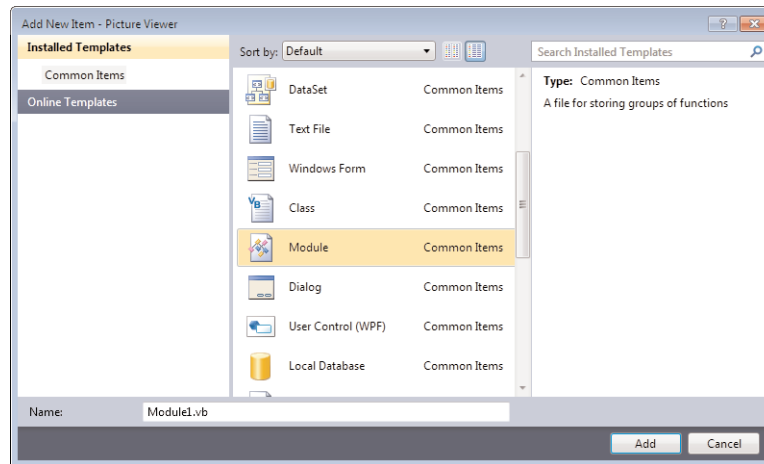 Add New Item - Picture Viewer
Installed Templates
Common Items
Online Templates
Sort by: Default
Search Installed Templates
DataSet Common Items
Text File Common Items
Windows Form Common Items
VB
Class Common Items
Module Common Items
Dialog Common Items
User Control (WPF) Common Items
Local Database Common Items
Type: Common Items
A file for storing groups of functions
Name: Module1.vb
Add Cancel